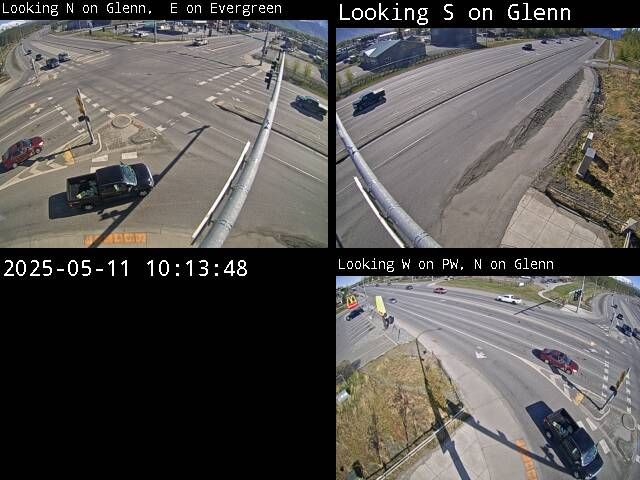 Looking N on Glenn, E on Evergreen
Looking S on Glenn
2025-05-11 10:13:48
Looking W on PW, N on Glenn